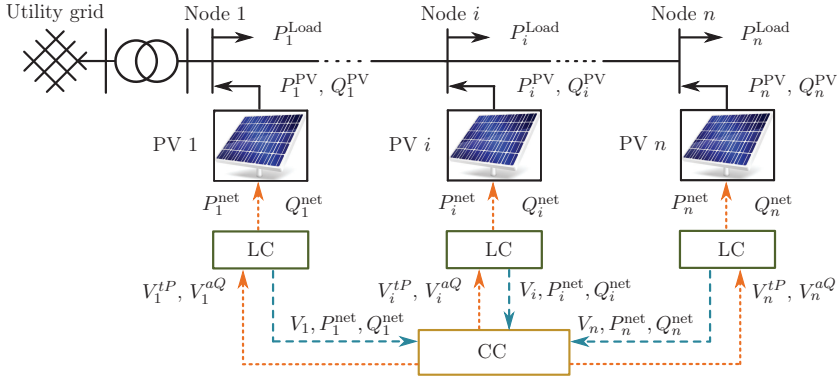 Utility grid Node 1 Node i Node n
P_1^Load P_i^Load P_n^Load
P_1^PV, Q_1^PV P_i^PV, Q_i^PV P_n^PV, Q_n^PV
PV 1 PV i PV n
P_1^net Q_1^net P_i^net Q_i^net P_n^net Q_n^net
LC LC LC
V_1^tP, V_1^aQ V_i^tP, V_i^aQ V_i, P_i^net, Q_i^net V_n^tP, V_n^aQ
V_1, P_1^net, Q_1^net V_n, P_n^net, Q_n^net
CC